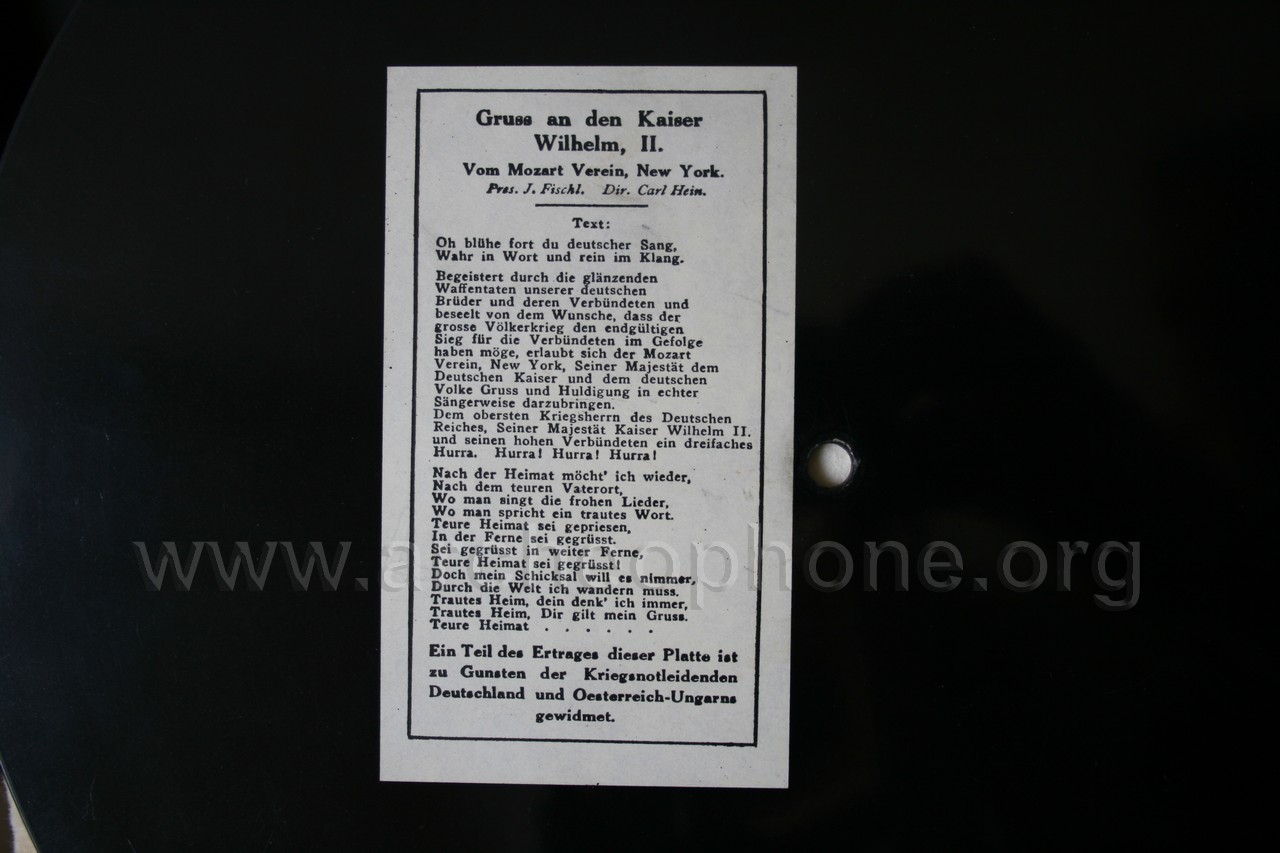 Gruss an den Kaiser
Wilhelm, II.
Vom Mozart Verein, New York.
Pres. J. Fischl. Dir. Carl Hein.
Text:
Oh blühe fort du deutscher Sang,
Wahr in Wort und rein im Klang.
Begeistert durch die glänzenden
Waffentaten unserer deutschen
Brüder und deren Verbündeten und
beseelt von dem Wunsche, dass der
grosse Völkerkrieg den endgültigen
Sieg für die Verbündeten im Gefolge
haben möge, erlaubt sich der Mozart
Verein, New York, Seiner Majestät dem
Deutschen Kaiser und dem deutschen
Volke Gruss und Huldigung in echter
Sängerweise darzubringen.
Dem obersten Kriegsherrn des Deutschen
Reiches, Seiner Majestät Kaiser Wilhelm II.
und seinen hohen Verbündeten ein dreifaches
Hurra. Hurra! Hurra! Hurra!
Nach der Heimat möcht' ich wieder,
Nach dem teuren Vaterort,
Wo man singt die frohen Lieder,
Wo man spricht ein trautes Wort.
Teure Heimat sei gepriesen,
In der Ferne sei gegrüsst.
Sei gegrüsst in weiter Ferne,
Teure Heimat sei gegrüsst!
Doch mein Schicksal will es nimmer,
Durch die Welt ich wandern muss.
Trautes Heim, dein denk' ich immer,
Trautes Heim, Dir gilt mein Gruss.
Teure Heimat . . . . . .
Ein Teil des Ertrages dieser Platte ist
zu Gunsten der Kriegsnotleidenden
Deutschland und Oesterreich-Ungarns
gewidmet.
www.archeophone.org